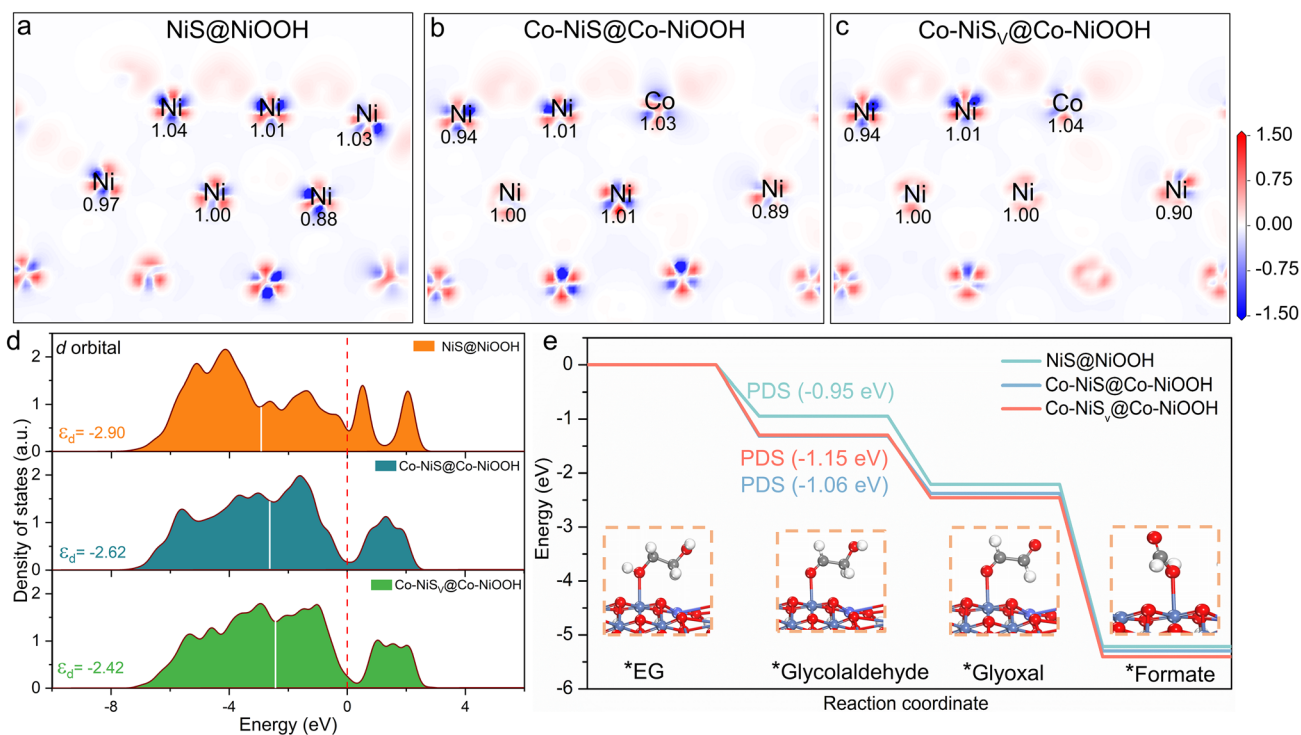 a
NiS@NiOOH
Ni
1.04
Ni
1.01
Ni
1.03
Ni
0.97
Ni
1.00
Ni
0.88
b
Co-NiS@Co-NiOOH
Ni
0.94
Ni
1.01
Co
1.03
Ni
1.00
Ni
1.01
Ni
0.89
c
Co-NiSV@Co-NiOOH
Ni
0.94
Ni
1.01
Co
1.04
Ni
1.00
Ni
1.00
Ni
0.90
1.50
0.75
0.00
-0.75
-1.50
d
d orbital
NiS@NiOOH
εd= -2.90
Co-NiS@Co-NiOOH
εd= -2.62
Co-NiSV@Co-NiOOH
εd= -2.42
Density of states (a.u.)
2
1
0
2
1
0
2
1
0
-8
-4
0
4
Energy (eV)
e
NiS@NiOOH
Co-NiS@Co-NiOOH
Co-NiSv@Co-NiOOH
PDS (-0.95 eV)
PDS (-1.15 eV)
PDS (-1.06 eV)
Energy (eV)
0
-1
-2
-3
-4
-5
-6
*EG
*Glycolaldehyde
*Glyoxal
*Formate
Reaction coordinate